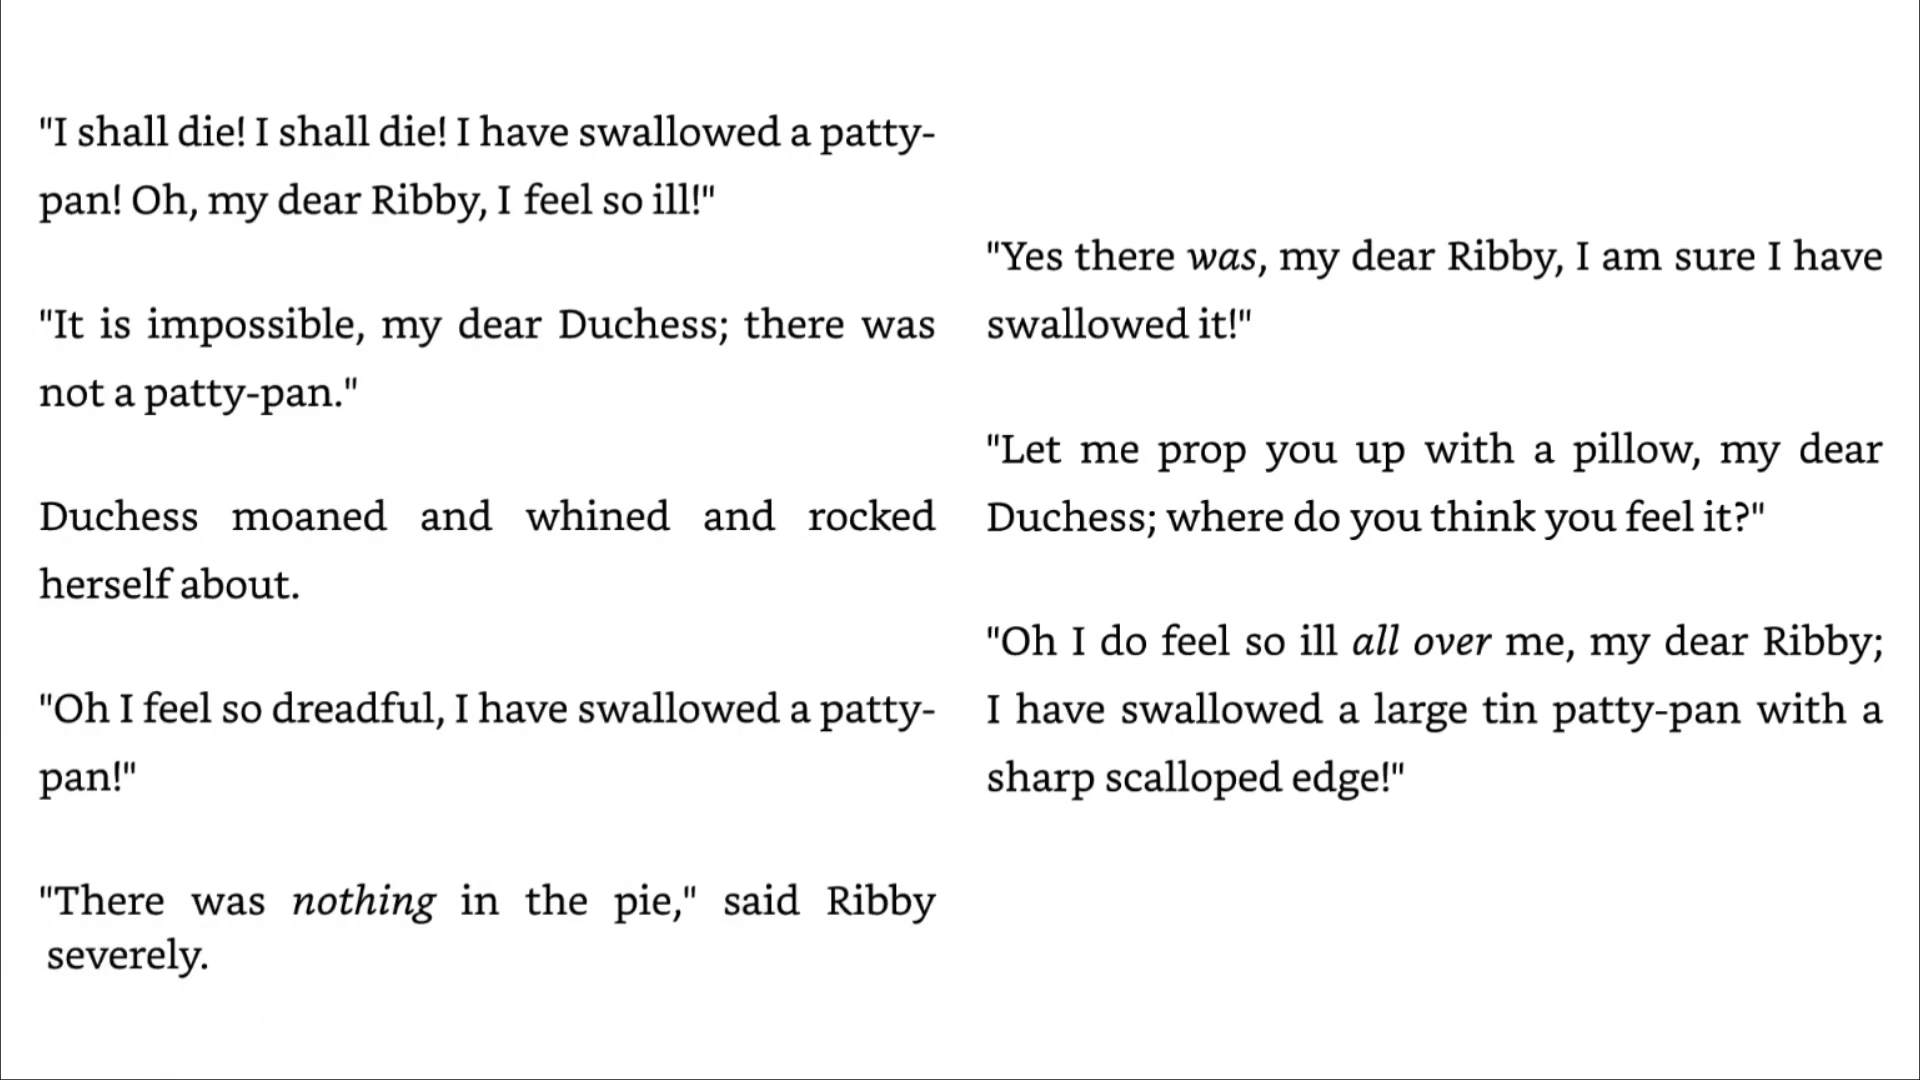 "I shall die! I shall die! I have swallowed a patty-
pan! Oh, my dear Ribby, I feel so ill!"
"It is impossible, my dear Duchess; there was
not a patty-pan."
Duchess moaned and whined and rocked
herself about.
"Oh I feel so dreadful, I have swallowed a patty-
pan!"
"There was nothing in the pie," said Ribby
severely.
"Yes there was, my dear Ribby, I am sure I have
swallowed it!"
"Let me prop you up with a pillow, my dear
Duchess; where do you think you feel it?"
"Oh I do feel so ill all over me, my dear Ribby;
I have swallowed a large tin patty-pan with a
sharp scalloped edge!"